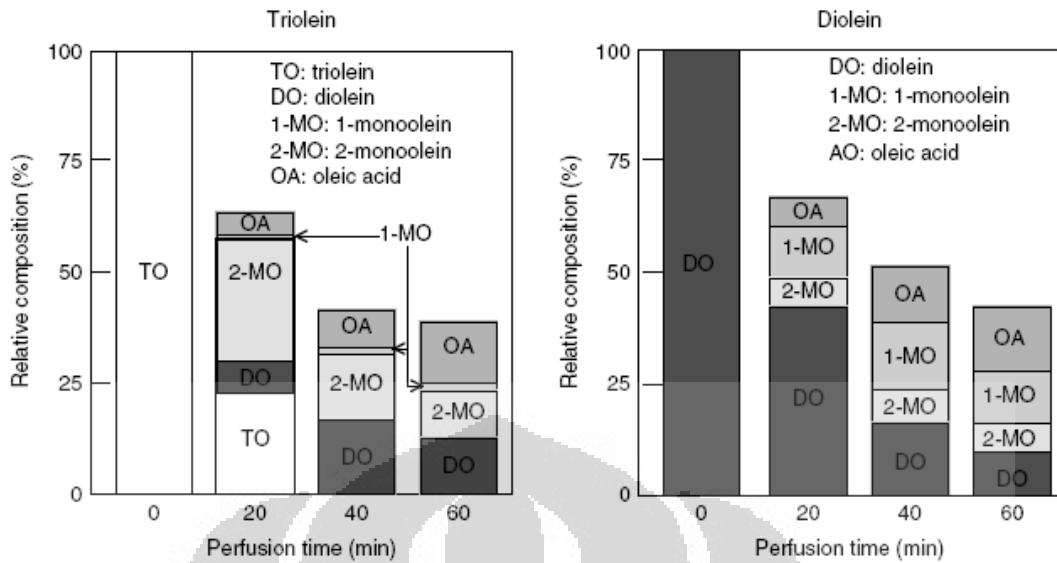 Triolein
Relative composition (%)
100
75
50
25
0
TO: triolein
DO: diolein
1-MO: 1-monoolein
2-MO: 2-monoolein
OA: oleic acid
TO
OA
2-MO
DO
TO
1-MO
OA
2-MO
DO
OA
2-MO
DO
0 20 40 60
Perfusion time (min)
Diolein
Relative composition (%)
100
75
50
25
0
DO: diolein
1-MO: 1-monoolein
2-MO: 2-monoolein
AO: oleic acid
DO
OA
1-MO
2-MO
DO
OA
1-MO
2-MO
DO
OA
1-MO
2-MO
DO
0 20 40 60
Perfusion time (min)